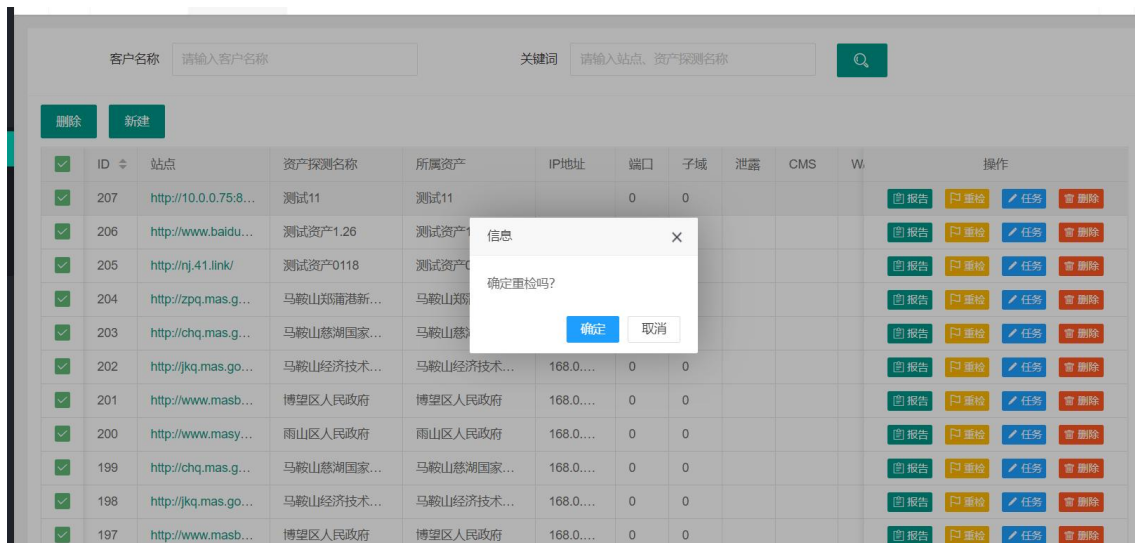 客户名称 请输入客户名称 关键词 请输入站点、资产探测名称
删除 新建
ID 站点 资产探测名称 所属资产 IP地址 端口 子域 泄露 CMS 操作
207 http://10.0.0.75:8... 测试11 测试11 0 0 报告 重检 任务 删除
206 http://www.baidu... 测试资产1.26 测试资产1 报告 重检 任务 删除
205 http://nj.41.link/ 测试资产0118 测试资产0 报告 重检 任务 删除
204 http://zpq.mas.g... 马鞍山郑蒲港新... 马鞍山郑 报告 重检 任务 删除
203 http://chq.mas.g... 马鞍山慈湖国家... 马鞍山慈 报告 重检 任务 删除
信息
确定重检吗?
确定 取消
202 http://jkq.mas.go... 马鞍山经济技术... 马鞍山经济技术... 168.0.... 0 0 报告 重检 任务 删除
201 http://www.masb... 博望区人民政府 博望区人民政府 168.0.... 0 0 报告 重检 任务 删除
200 http://www.masy... 雨山区人民政府 雨山区人民政府 168.0.... 0 0 报告 重检 任务 删除
199 http://chq.mas.g... 马鞍山慈湖国家... 马鞍山慈湖国家... 168.0.... 0 0 报告 重检 任务 删除
198 http://jkq.mas.go... 马鞍山经济技术... 马鞍山经济技术... 168.0.... 0 0 报告 重检 任务 删除
197 http://www.masb... 博望区人民政府 博望区人民政府 168.0.... 0 0 报告 重检 任务 删除